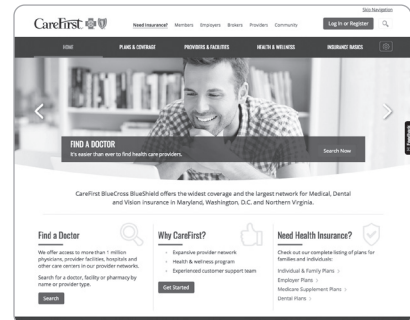 Skip Navigation
CareFirst
Need Insurance? Members Employers Brokers Providers Community
Log In or Register
HOME PLANS & COVERAGE PROVIDERS & FACILITIES HEALTH & WELLNESS INSURANCE BASICS
FIND A DOCTOR
It's easier than ever to find health care providers.
Search Now
Feedback
CareFirst BlueCross BlueShield offers the widest coverage and the largest network for Medical, Dental
and Vision insurance in Maryland, Washington, D.C. and Northern Virginia.
Find a Doctor
We offer access to more than 1 million
physicians, provider facilities, hospitals and
other care centers in our provider networks.
Search for a doctor, facility or pharmacy by
name or provider type.
Search
Why CareFirst?
Expansive provider network
Health & wellness program
Experienced customer support team
Get Started
Need Health Insurance?
Check out our complete listing of plans for
families and individuals:
Individual & Family Plans >
Employer Plans >
Medicare Supplement Plans >
Dental Plans >